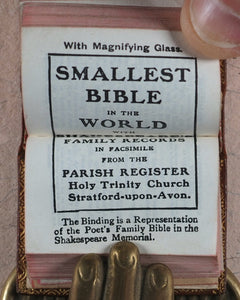 With Magnifying Glass.
SMALLEST
BIBLE
IN THE
WORLD
WITH
SHAKESPEARE'S
FAMILY RECORDS
IN FACSIMILE
FROM THE
PARISH REGISTER
Holy Trinity Church
Stratford-upon-Avon.
The Binding is a Representation
of the Poet's Family Bible in the
Shakespeare Memorial.